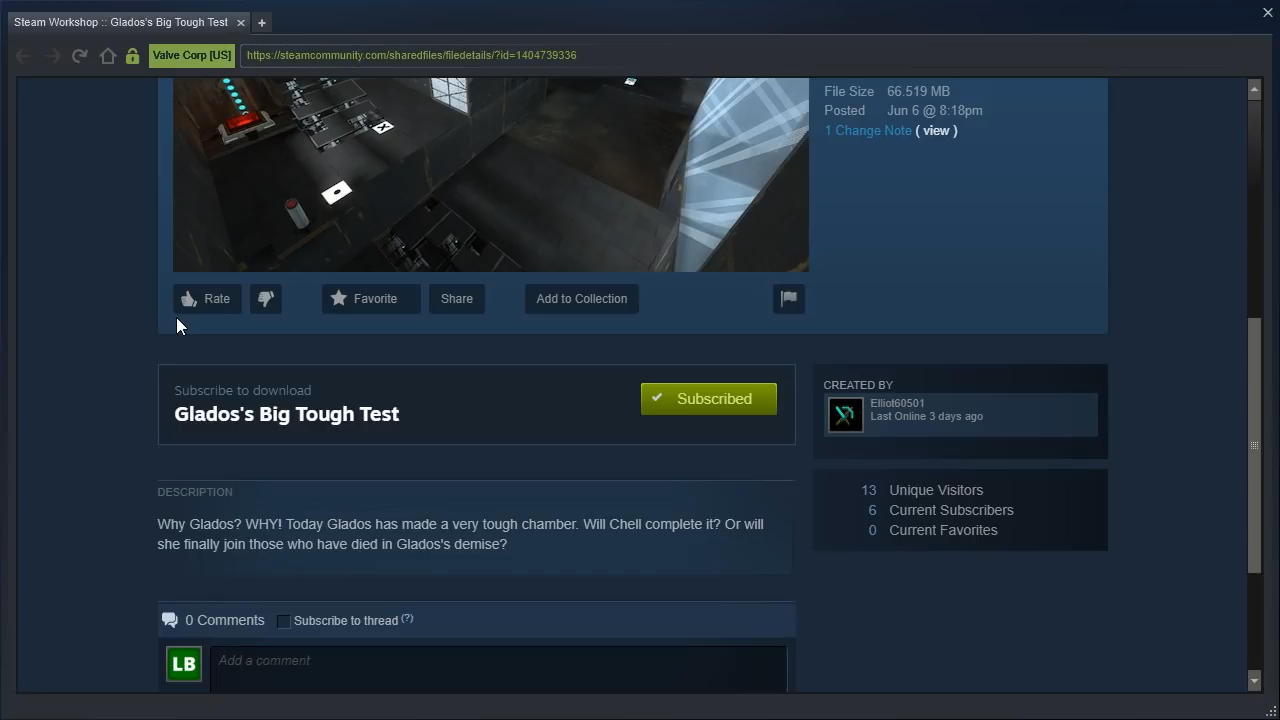 Steam Workshop :: Glados's Big Tough Test
Valve Corp [US]
https://steamcommunity.com/sharedfiles/filedetails/?id=1404739336
File Size 66.519 MB
Posted Jun 6 @ 8:18pm
1 Change Note ( view )
Rate
Favorite
Share
Add to Collection
Subscribe to download
Glados's Big Tough Test
Subscribed
CREATED BY
Elliot60501
Last Online 3 days ago
13 Unique Visitors
6 Current Subscribers
0 Current Favorites
DESCRIPTION
Why Glados? WHY! Today Glados has made a very tough chamber. Will Chell complete it? Or will
she finally join those who have died in Glados's demise?
0 Comments
Subscribe to thread (?)
LB
Add a comment